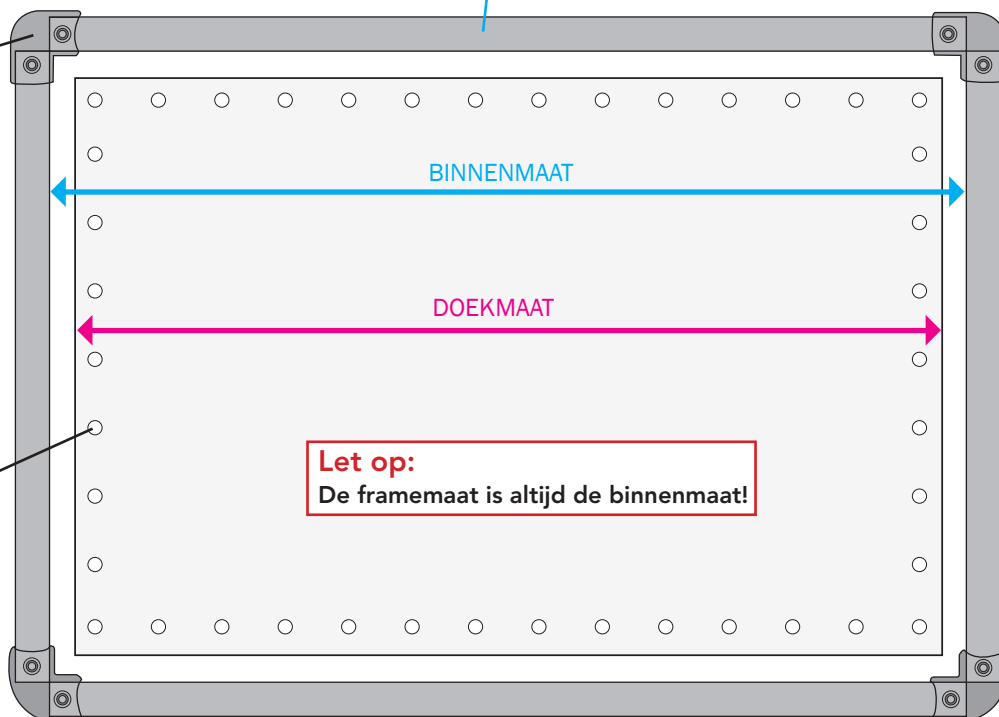 BINNENMAAT
DOEKMAAT
Let op:
De framemaat is altijd de binnenmaat!